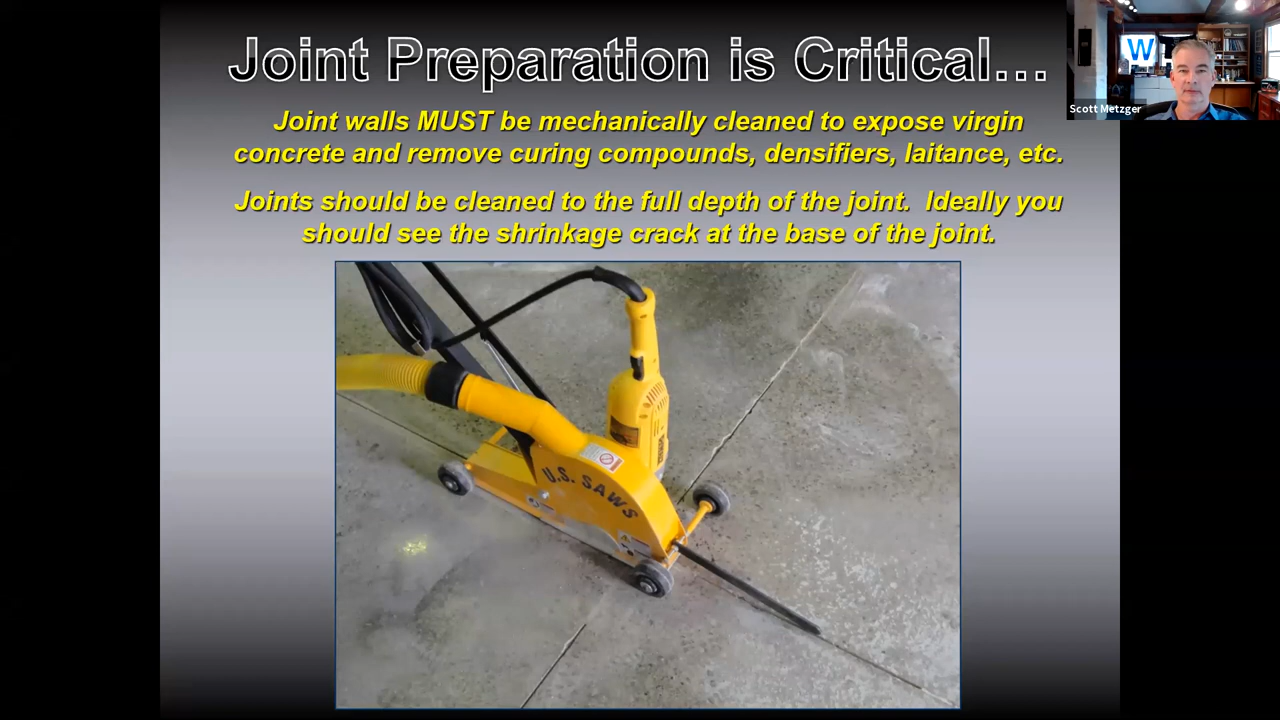 Joint Preparation is Critical...
Joint walls MUST be mechanically cleaned to expose virgin
concrete and remove curing compounds, densifiers, laitance, etc.
Joints should be cleaned to the full depth of the joint.  Ideally you
should see the shrinkage crack at the base of the joint.
W
Scott Metzger
U.S. SAWS